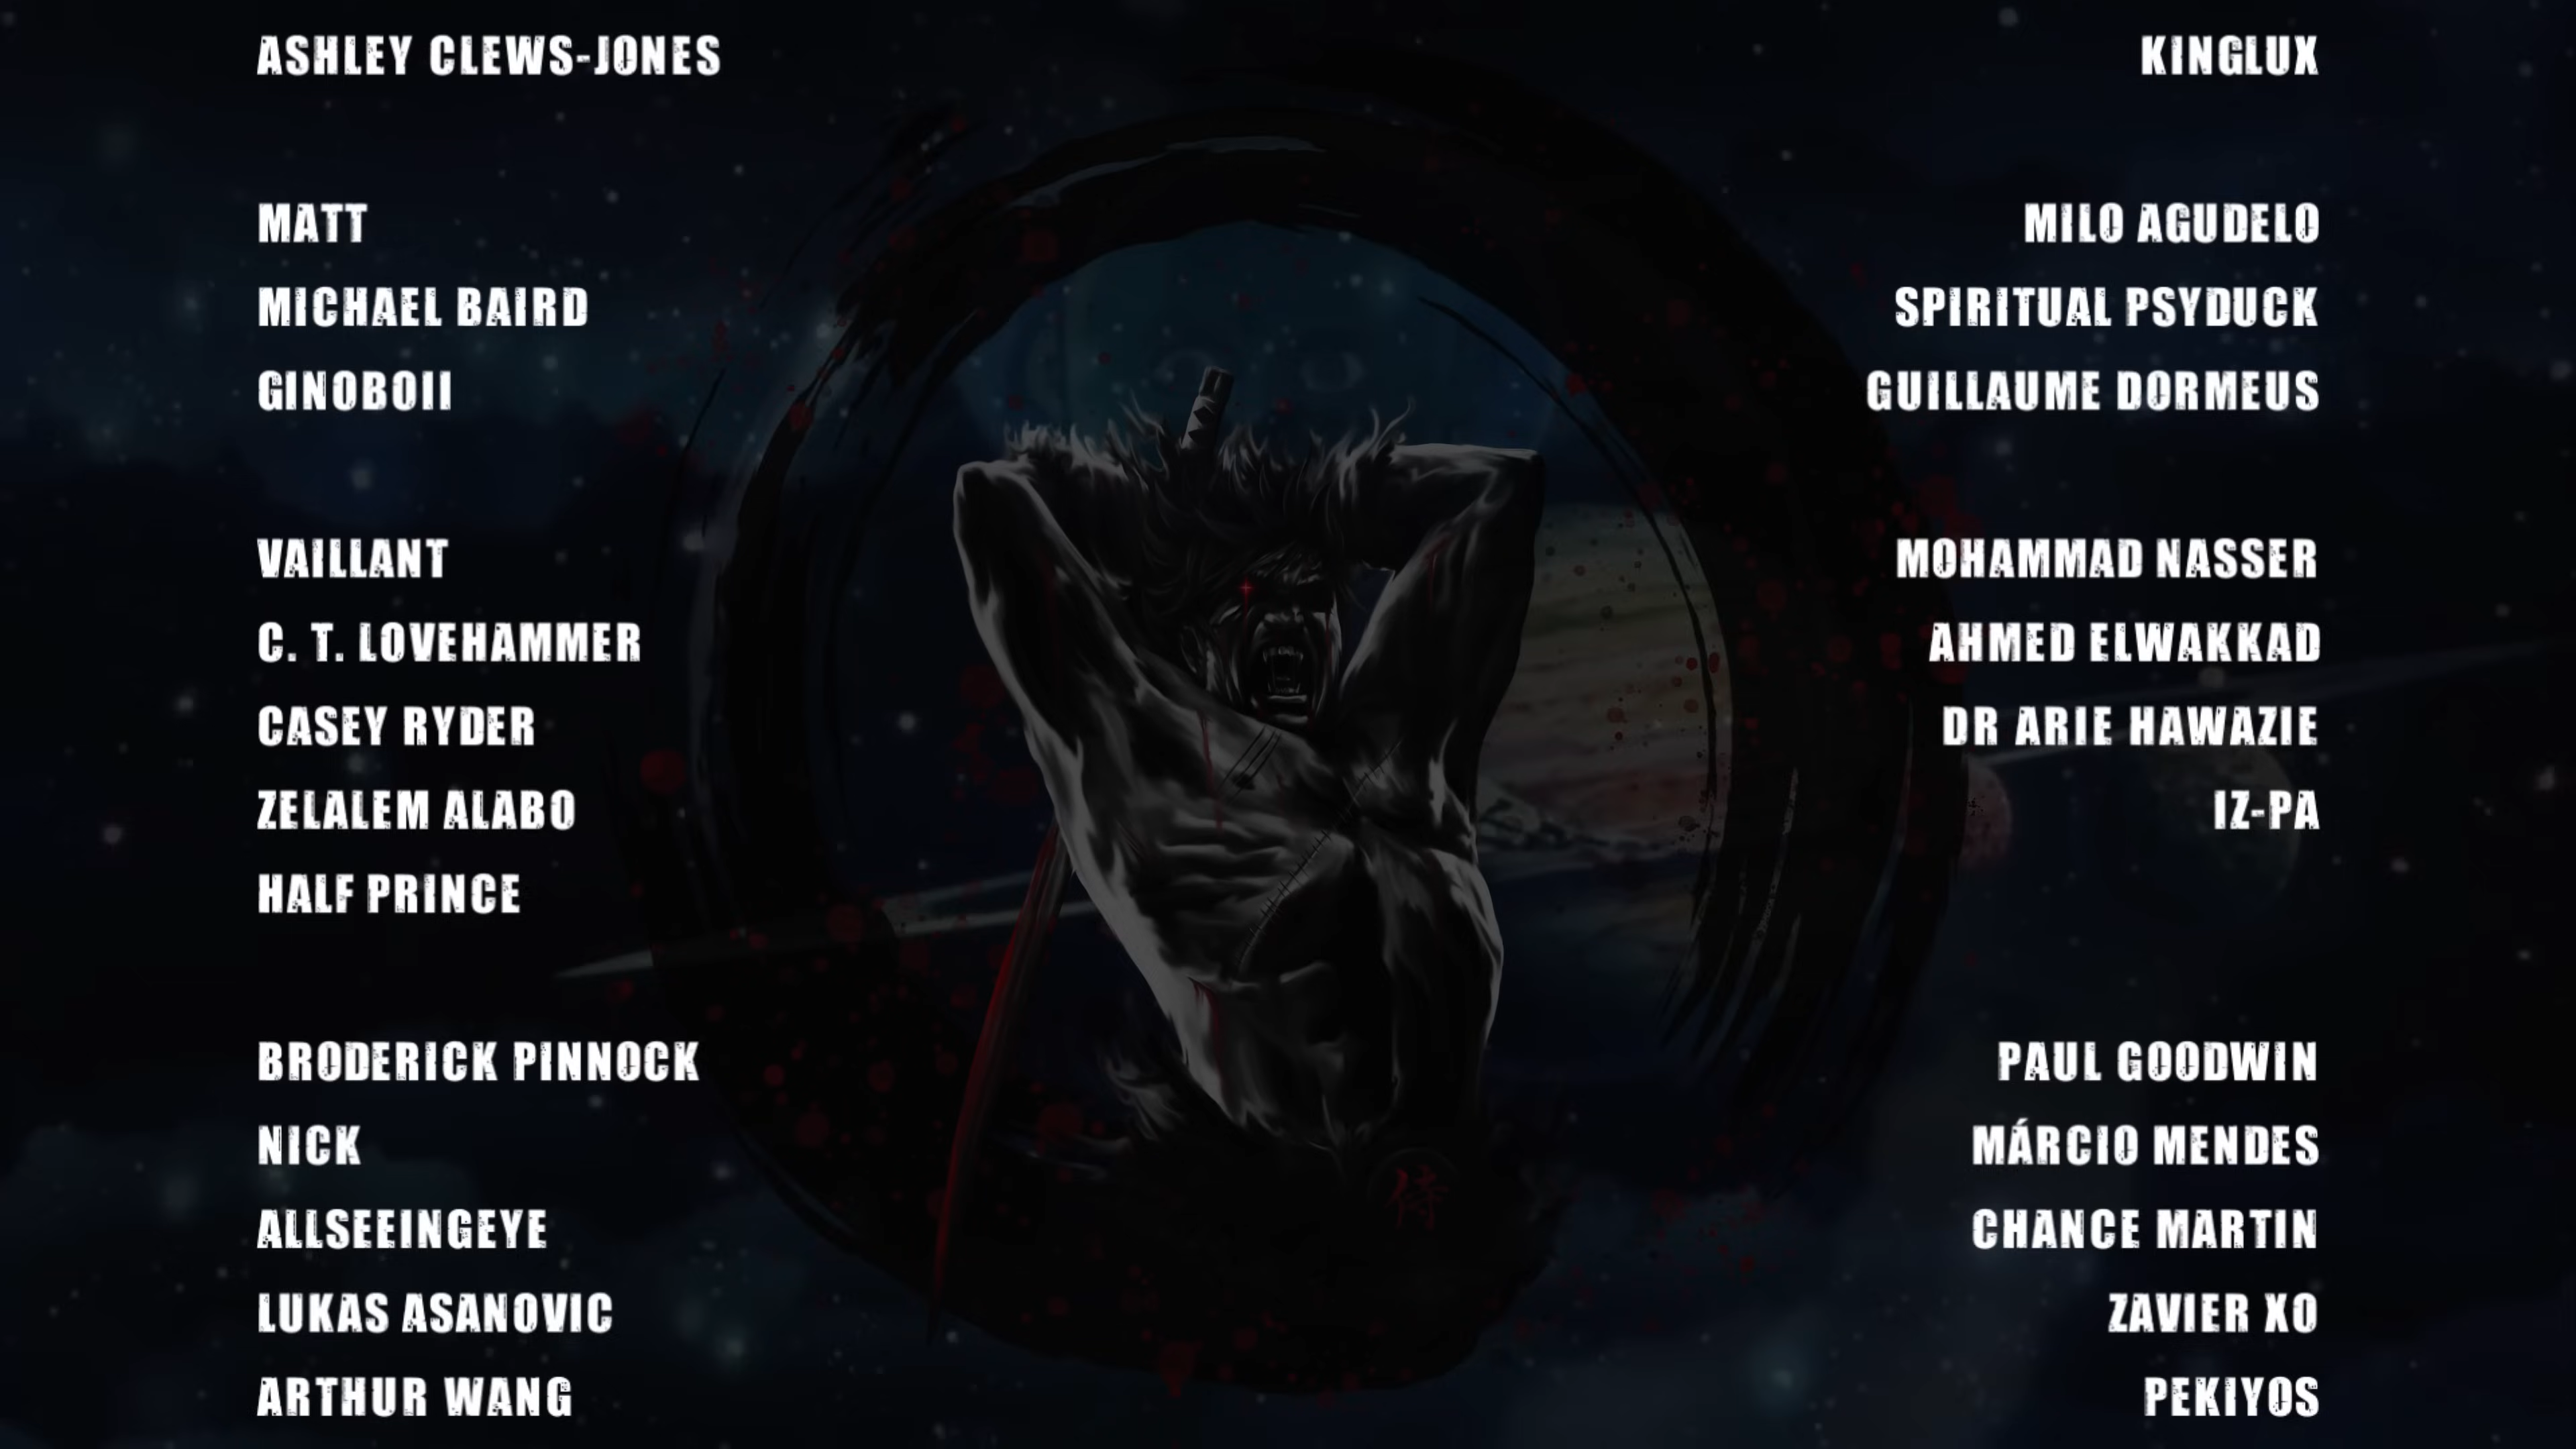 ASHLEY CLEWS-JONES
KINGLUX
MATT
MILO AGUDELO
MICHAEL BAIRD
SPIRITUAL PSYDUCK
GINOBOII
GUILLAUME DORMEUS
VAILLANT
MOHAMMAD NASSER
C. T. LOVEHAMMER
AHMED ELWAKKAD
CASEY RYDER
DR ARIE HAWAZIE
ZELALEM ALABO
IZ-PA
HALF PRINCE
BRODERICK PINNOCK
PAUL GOODWIN
NICK
MÁRCIO MENDES
侍
ALLSEEINGEYE
CHANCE MARTIN
LUKAS ASANOVIC
ZAVIER XO
ARTHUR WANG
PEKIYOS